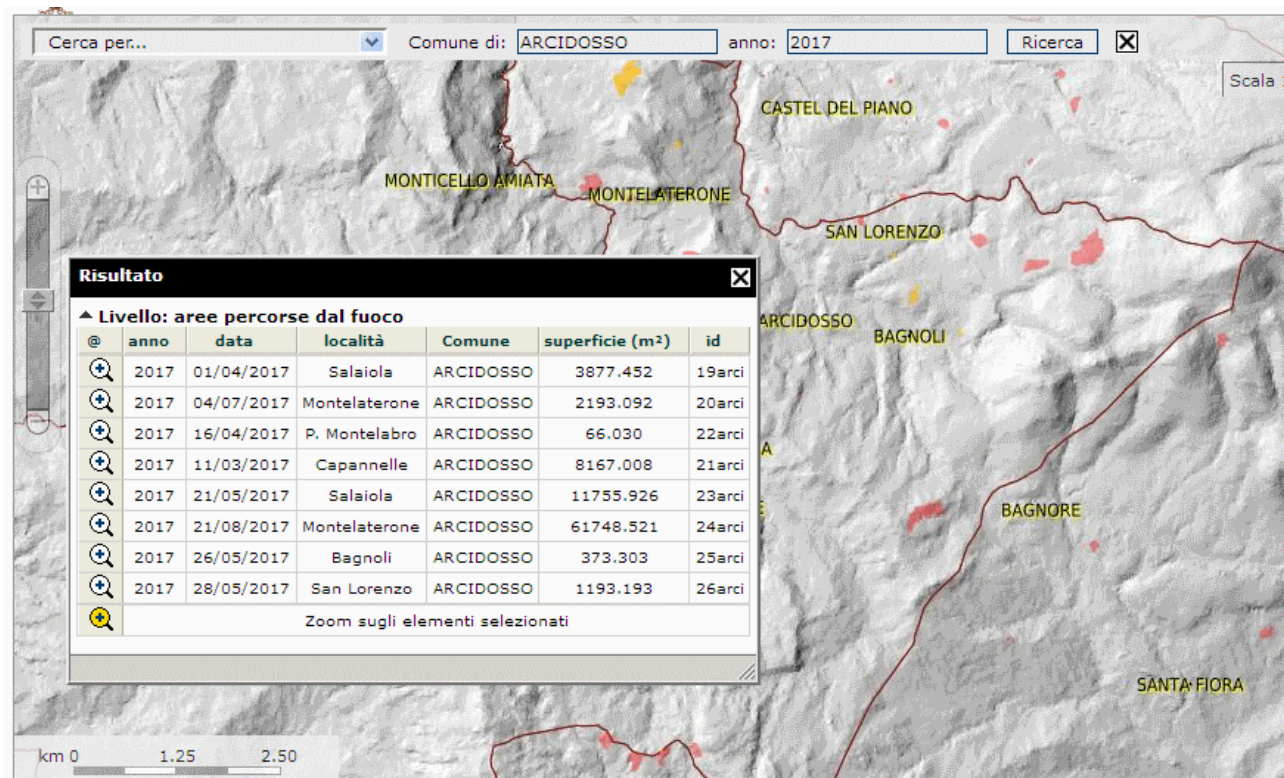 Cerca per... Comune di: ARCIDOSSO anno: 2017 Ricerca
Scala
CASTEL DEL PIANO
MONTICELLO AMIATA
MONTELATERONE
SAN LORENZO
Risultato
Livello: aree percorse dal fuoco
@ anno data località Comune superficie (m²) id
2017 01/04/2017 Salaiola ARCIDOSSO 3877.452 19arci
2017 04/07/2017 Montelaterone ARCIDOSSO 2193.092 20arci
2017 16/04/2017 P. Montelabro ARCIDOSSO 66.030 22arci
2017 11/03/2017 Capannelle ARCIDOSSO 8167.008 21arci
2017 21/05/2017 Salaiola ARCIDOSSO 11755.926 23arci
2017 21/08/2017 Montelaterone ARCIDOSSO 61748.521 24arci
2017 26/05/2017 Bagnoli ARCIDOSSO 373.303 25arci
2017 28/05/2017 San Lorenzo ARCIDOSSO 1193.193 26arci
Zoom sugli elementi selezionati
ARCIDOSSO
BAGNOLI
BAGNORE
SANTA FIORA
km 0 1.25 2.50